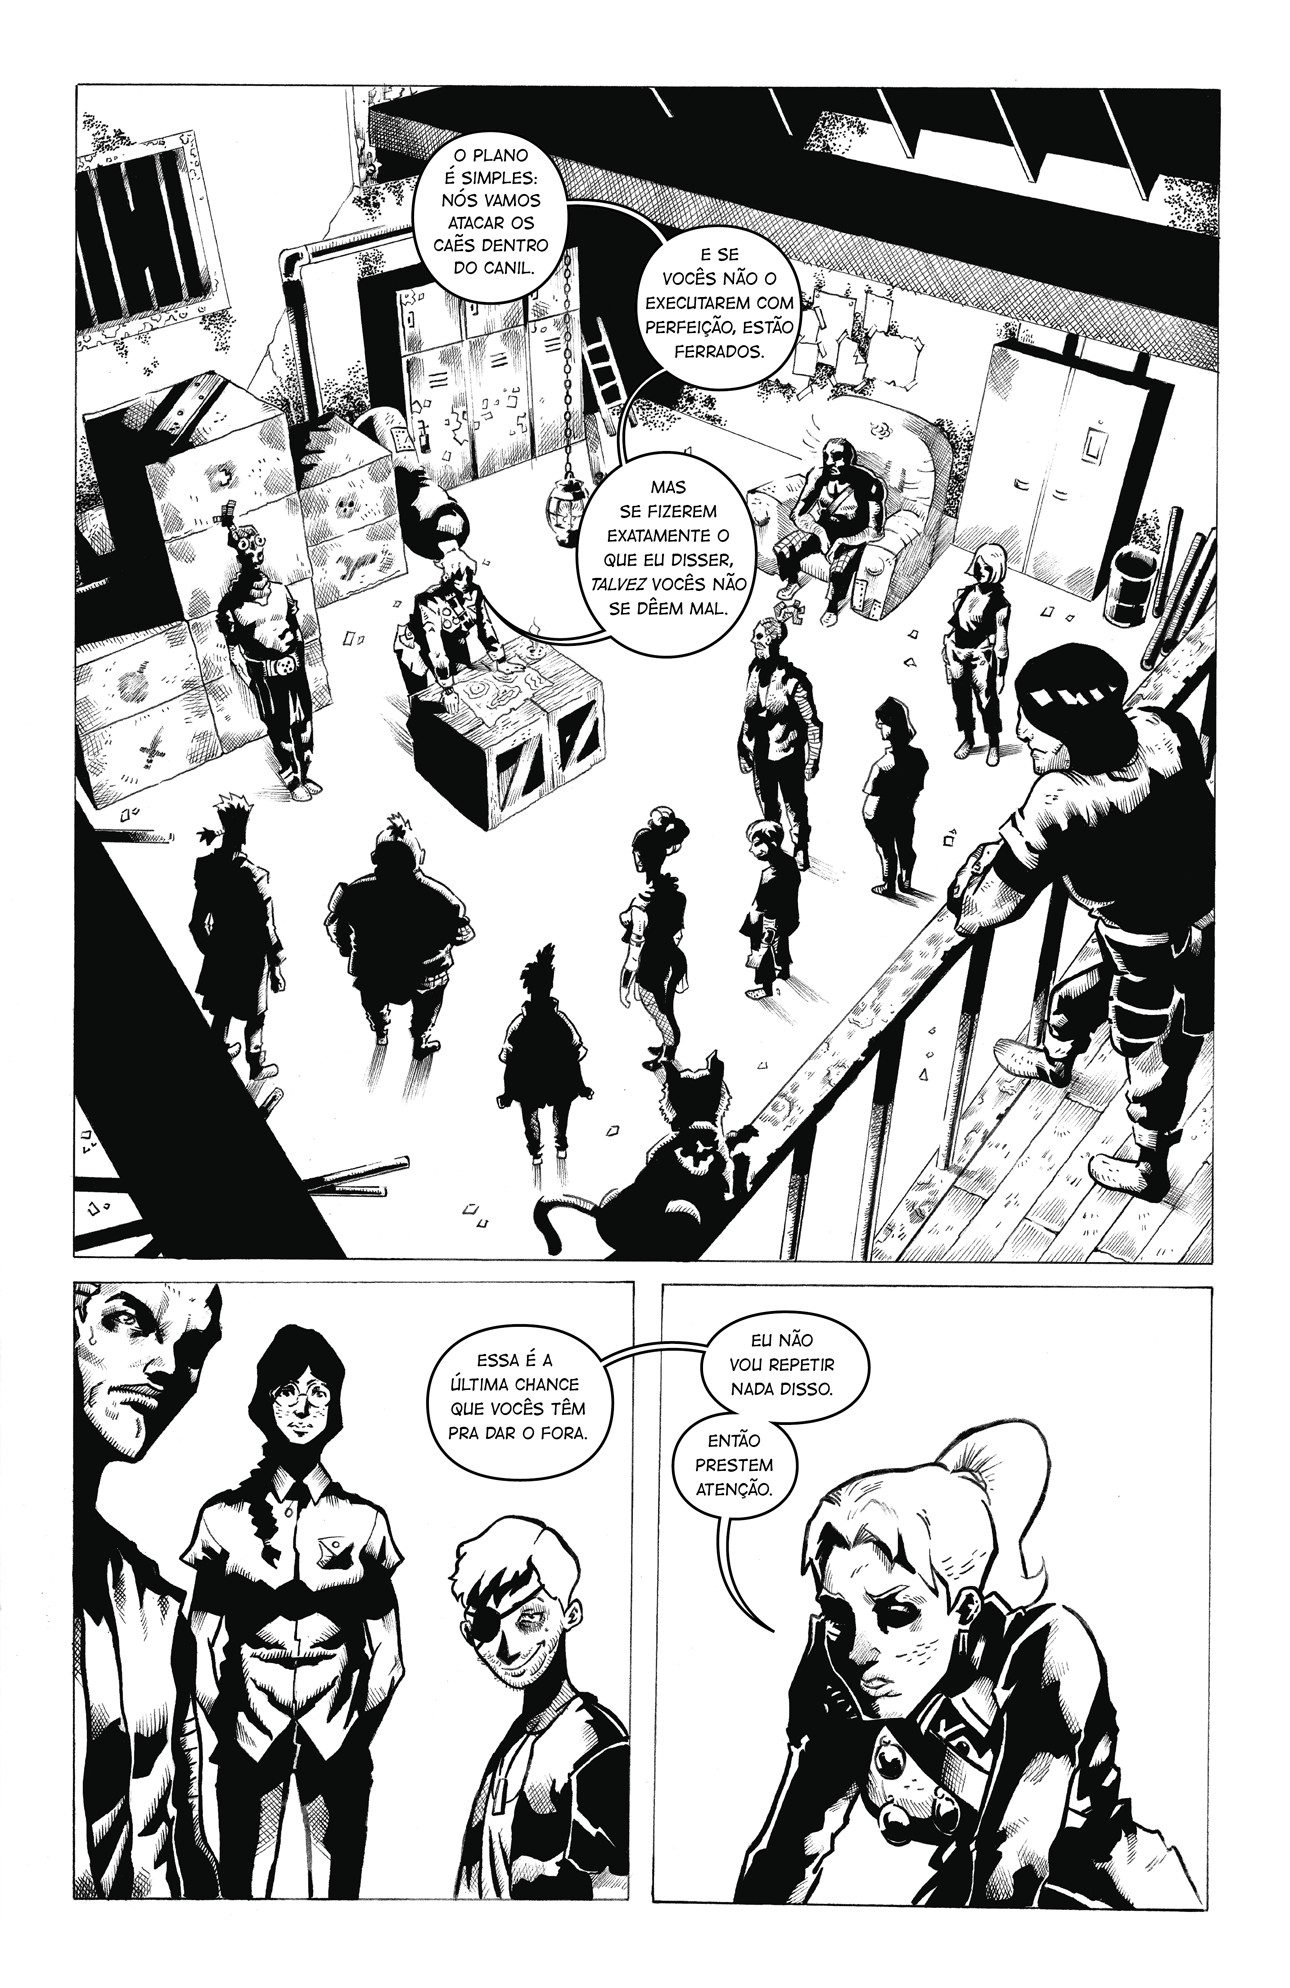 O PLANO
É SIMPLES:
NÓS VAMOS
ATACAR OS
CAẼS DENTRO
DO CANIL.
E SE
VOCÊS NÃO O
EXECUTAREM COM
PERFEIÇÃO, ESTÃO
FERRADOS.
MAS
SE FIZEREM
EXATAMENTE O
QUE EU DISSER,
TALVEZ VOCÊS NÃO
SE DÊEM MAL.
ESSA É A
ÚLTIMA CHANCE
QUE VOCÊS TÊM
PRA DAR O FORA.
EU NÃO
VOU REPETIR
NADA DISSO.
ENTÃO
PRESTEM
ATENÇÃO.